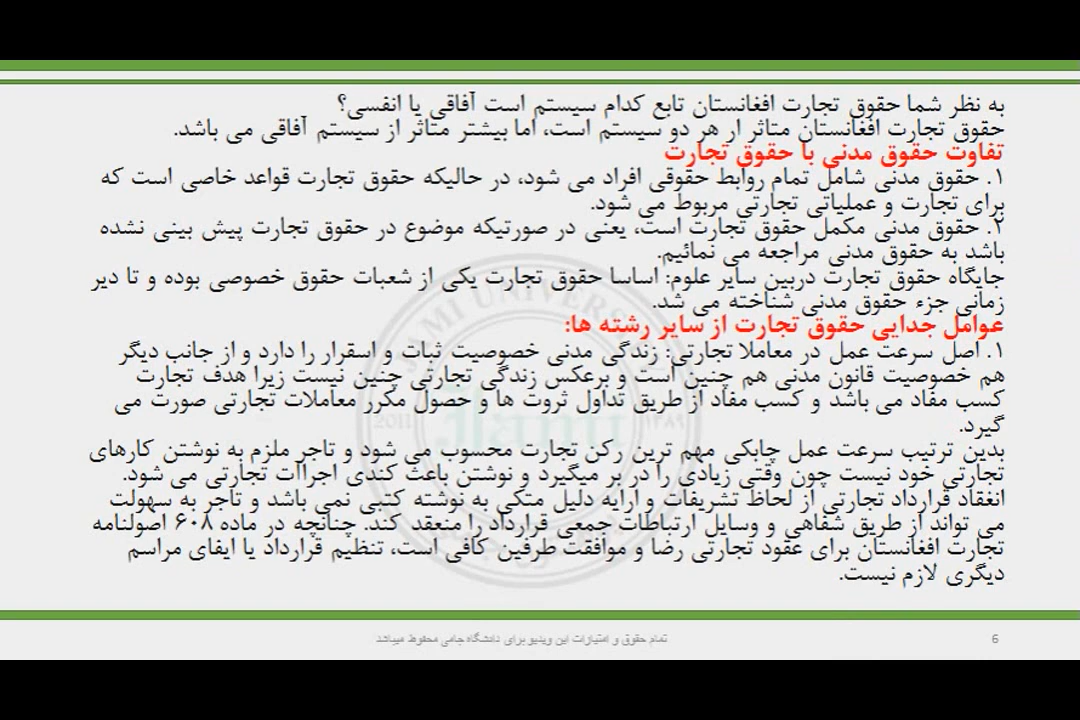 به نظر شما حقوق تجارت افغانستان تابع کدام سیستم است آفاقی یا انفسی؟
حقوق تجارت افغانستان متاثر ار هر دو سیستم است، اما بیشتر متاثر از سیستم آفاقی می باشد.
تفاوت حقوق مدنی با حقوق تجارت
۱. حقوق مدنی شامل تمام روابط حقوقی افراد می شود، در حالیکه حقوق تجارت قواعد خاصی است که
برای تجارت و عملیاتی تجارتی مربوط می شود.
۲. حقوق مدنی مکمل حقوق تجارت است، یعنی در صورتیکه موضوع در حقوق تجارت پیش بینی نشده
باشد به حقوق مدنی مراجعه می نمائیم.
جایگاه حقوق تجارت دربین سایر علوم: اساسا حقوق تجارت یکی از شعبات حقوق خصوصی بوده و تا دیر
زمانی جزء حقوق مدنی شناخته می شد.
عوامل جدایی حقوق تجارت از سایر رشته ها:
۱. اصل سرعت عمل در معاملا تجارتی: زندگی مدنی خصوصیت ثبات و اسقرار را دارد و از جانب دیگر
هم خصوصیت قانون مدنی هم چنین است و برعکس زندگی تجارتی چنین نیست زیرا هدف تجارت
کسب مفاد می باشد و کسب مفاد از طریق تداول ثروت ها و حصول مکرر معاملات تجارتی صورت می
گیرد.
بدین ترتیب سرعت عمل چابکی مهم ترین رکن تجارت محسوب می شود و تاجر ملزم به نوشتن کارهای
تجارتی خود نیست چون وقتی زیادی را در بر میگیرد و نوشتن باعث کندی اجراآت تجارتی می شود.
انغقاد قرارداد تجارتی از لحاظ تشریفات و ارایه دلیل متکی به نوشته کتبی نمی باشد و تاجر به سهولت
می تواند از طریق شفاهی و وسایل ارتباطات جمعی قرارداد را منعقد کند. چنانچه در ماده ۶۰۸ اصولنامه
تجارت افغانستان برای عقود تجارتی رضا و موافقت طرفین کافی است، تنظیم قرارداد یا ایفای مراسم
دیگری لازم نیست.
JAMI UNIVERSITY
2011
Jami
۱۳۸۹
تمام حقوق و امتیازات این ویدیو برای دانشگاه جامی محفوظ میباشد
6